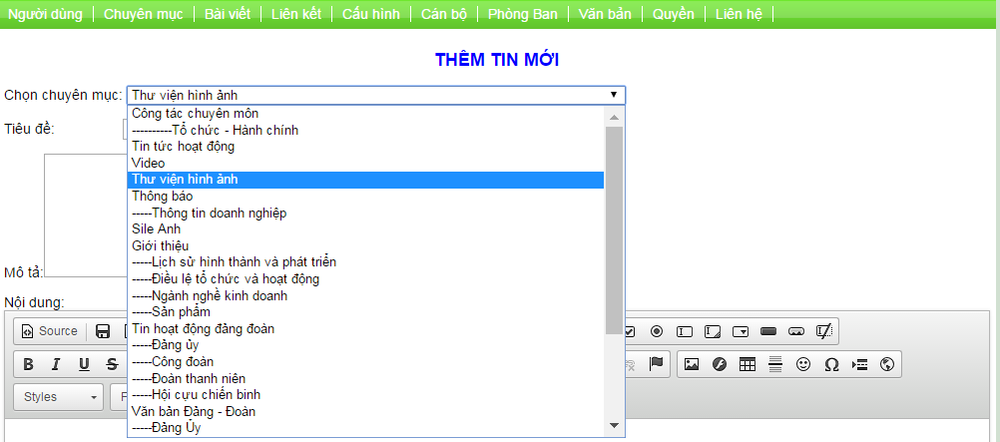 Người dùng Chuyên mục Bài viết Liên kết Cấu hình Cán bộ Phòng Ban Văn bản Quyền Liên hệ
THÊM TIN MỚI
Chọn chuyên mục: Thư viện hình ảnh
Công tác chuyên môn
----------Tổ chức - Hành chính
Tiêu đề:
Tin tức hoạt động
Video
Thư viện hình ảnh
Thông báo
-----Thông tin doanh nghiệp
Sile Anh
Giới thiệu
-----Lịch sử hình thành và phát triển
Mô tả:
-----Điều lệ tổ chức và hoạt động
-----Ngành nghề kinh doanh
Nội dung:
-----Sản phẩm
Tin hoạt động đảng đoàn
Source
-----Đảng ủy
-----Công đoàn
B I U S
-----Đoàn thanh niên
-----Hội cựu chiến binh
Styles F
Văn bản Đảng - Đoàn
-----Đảng Ủy